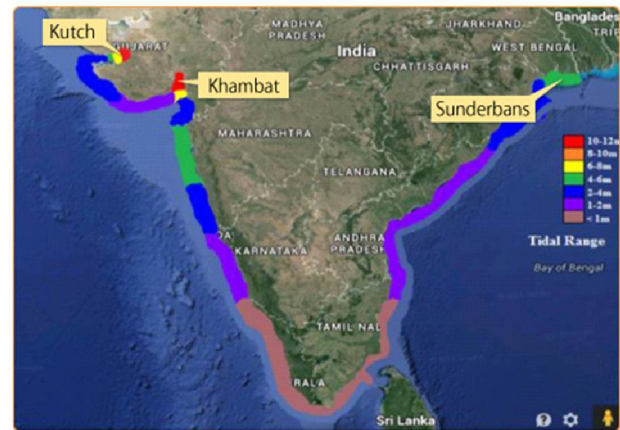 Kutch
GUJARAT
MADHYA
PRADESH
India
JHARKHAND
Banglades
TRI
WEST BENGAL
CHHATTISGARH
Khambat
Sunderbans
MAHARASHTRA
TELANGANA
10-12m
8-10m
6-8m
4-6m
2-4m
1-2m
< 1m
Tidal Range
KARNATAKA
ANDHRA
PRADESH
Bay of Bengal
TAMIL NAL
RALA
Sri Lanka